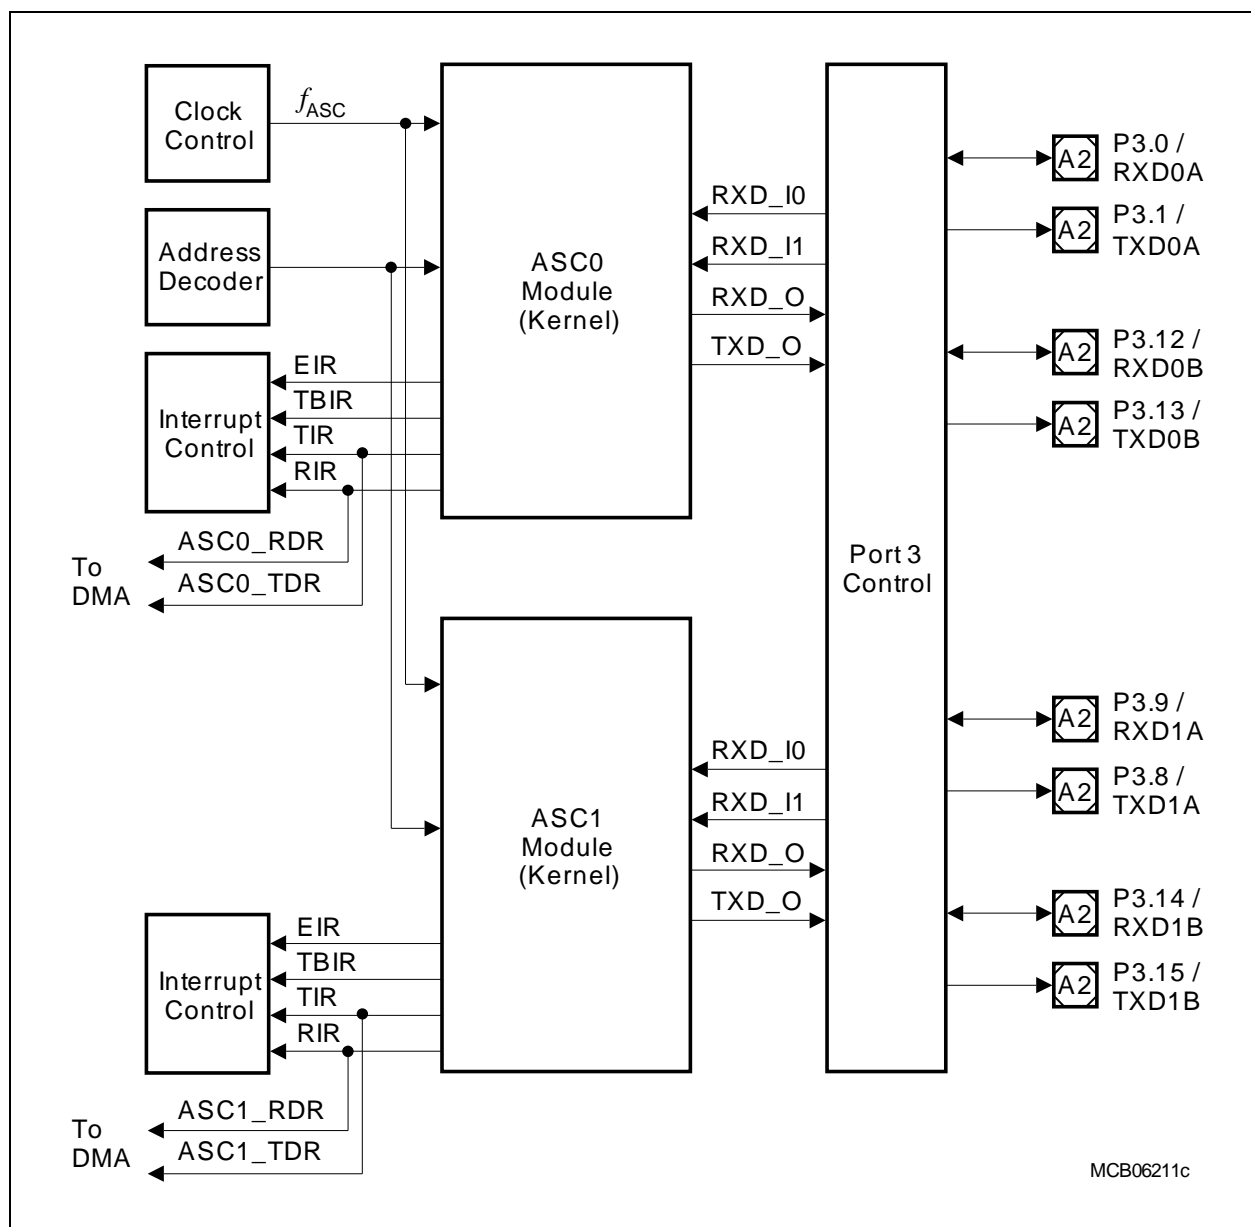 Clock
Control
fASC
Address
Decoder
Interrupt
Control
EIR
TBIR
TIR
RIR
To
DMA
ASC0_RDR
ASC0_TDR
ASC0
Module
(Kernel)
RXD_I0
RXD_I1
RXD_O
TXD_O
Port 3
Control
A2
P3.0 /
RXD0A
A2
P3.1 /
TXD0A
A2
P3.12 /
RXD0B
A2
P3.13 /
TXD0B
ASC1
Module
(Kernel)
RXD_I0
RXD_I1
RXD_O
TXD_O
A2
P3.9 /
RXD1A
A2
P3.8 /
TXD1A
A2
P3.14 /
RXD1B
A2
P3.15 /
TXD1B
Interrupt
Control
EIR
TBIR
TIR
RIR
To
DMA
ASC1_RDR
ASC1_TDR
MCB06211c